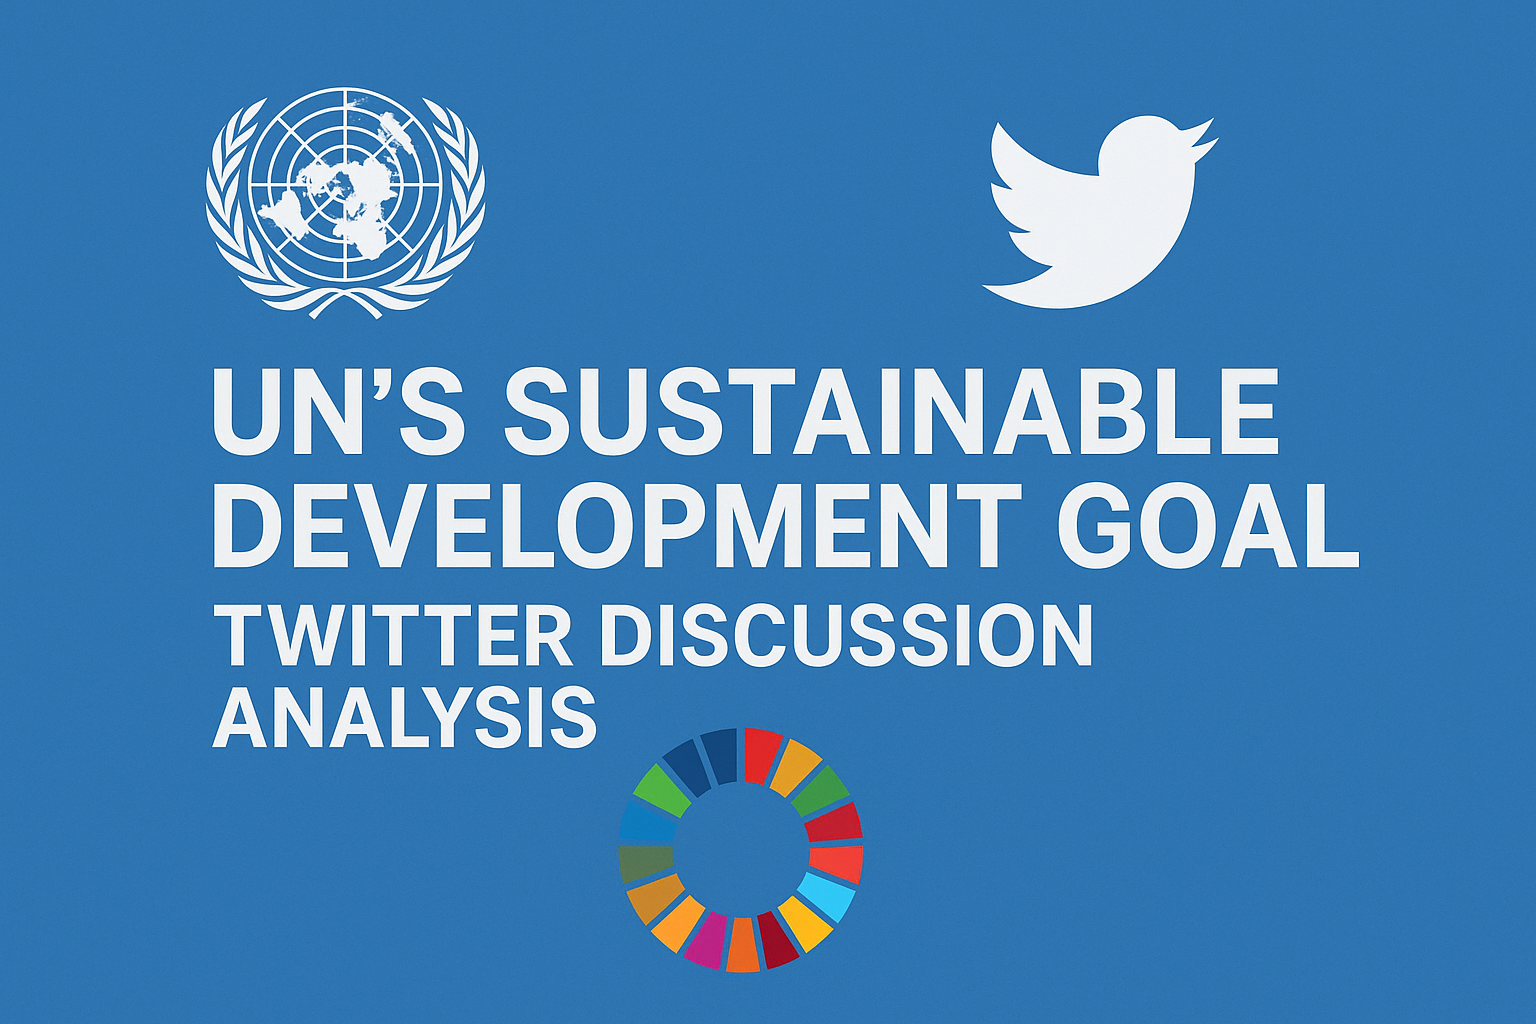 UN’S SUSTAINABLE
DEVELOPMENT GOAL
TWITTER DISCUSSION
ANALYSIS